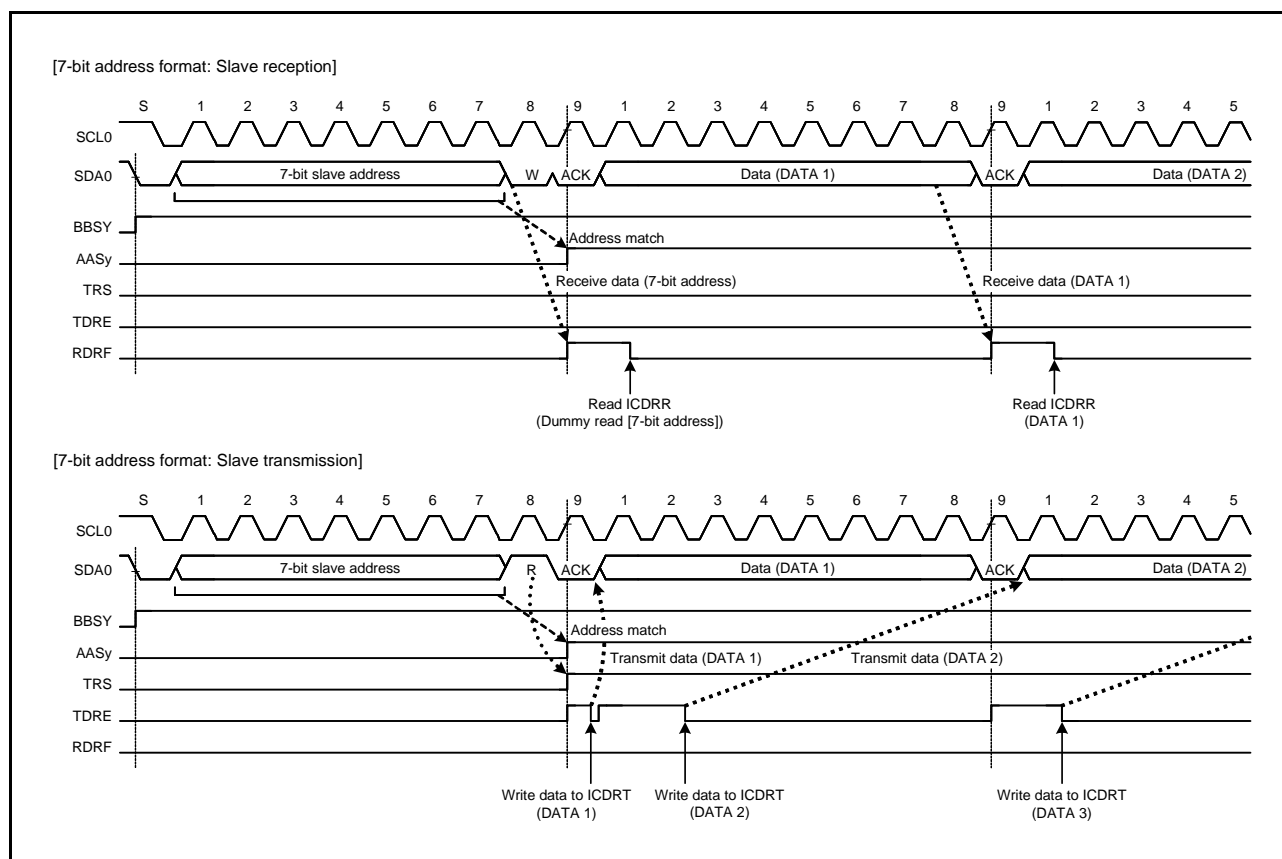 [7-bit address format: Slave reception]
S 1 2 3 4 5 6 7 8 9 1 2 3 4 5 6 7 8 9 1 2 3 4 5
SCL0
SDA0 7-bit slave address W ACK Data (DATA 1) ACK Data (DATA 2)
BBSY
Address match
AASy
Receive data (7-bit address) Receive data (DATA 1)
TRS
TDRE
RDRF
Read ICDRR Read ICDRR
(Dummy read [7-bit address]) (DATA 1)
[7-bit address format: Slave transmission]
S 1 2 3 4 5 6 7 8 9 1 2 3 4 5 6 7 8 9 1 2 3 4 5
SCL0
SDA0 7-bit slave address R ACK Data (DATA 1) ACK Data (DATA 2)
BBSY
Address match
AASy
Transmit data (DATA 1) Transmit data (DATA 2)
TRS
TDRE
RDRF
Write data to ICDRT Write data to ICDRT Write data to ICDRT
(DATA 1) (DATA 2) (DATA 3)